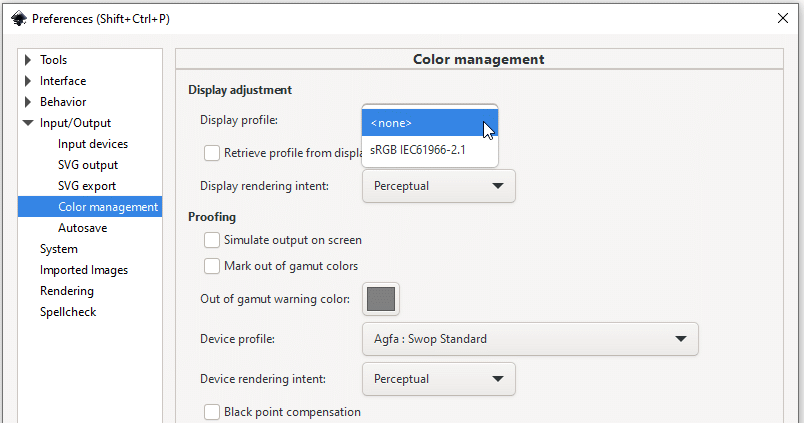 Preferences (Shift+Ctrl+P)
Tools
Interface
Behavior
Input/Output
Input devices
SVG output
SVG export
Color management
Autosave
System
Imported Images
Rendering
Spellcheck
Color management
Display adjustment
Display profile:
<none>
sRGB IEC61966-2.1
Retrieve profile from displa
Display rendering intent: Perceptual
Proofing
Simulate output on screen
Mark out of gamut colors
Out of gamut warning color:
Device profile: Agfa : Swop Standard
Device rendering intent: Perceptual
Black point compensation